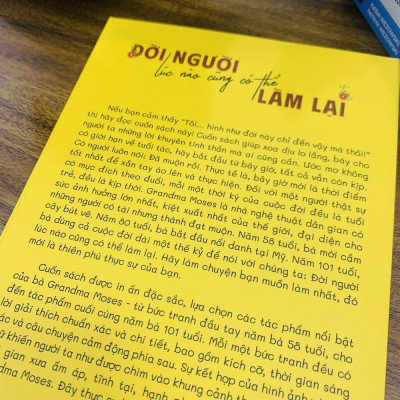 ĐỜI NGƯỜI
lúc nào cũng có thể
LÀM LẠI
Nếu bạn cảm thấy "Tôi... hình như đời này chỉ đến vậy mà thôi!"
thì hãy đọc cuốn sách này! Cuốn sách giúp xoa dịu lo lắng, bày cho
người ta những lời khuyên tinh thần mà ai cũng cần. Ước mơ không
có giới hạn về tuổi tác, hãy bắt đầu từ bây giờ, tất cả vẫn còn kịp.
Có người luôn nói: Đã muộn rồi. Thực tế là, bây giờ mới là thời điểm
tốt nhất để xắn tay áo lên và thực hiện. Đối với một người thật sự
có mục đích theo đuổi, mỗi một thời kỳ của cuộc đời đều là tuổi
trẻ, đều là kịp thời. Grandma Moses là nhà nghệ thuật dân gian có
sức ảnh hưởng lớn nhất, kiệt xuất nhất của thế giới, đại diện cho
những người có tài nhưng thành đạt muộn. Năm 58 tuổi, bà mới cầm
cây bút vẽ. Năm 80 tuổi, bà bắt đầu nổi danh tại Mỹ. Năm 101 tuổi,
bà dùng cả cuộc đời dài một thế kỷ để nói với chúng ta: Đời người
lúc nào cũng có thể làm lại. Hãy làm chuyện bạn muốn làm nhất, đó
mới là thiên phú thực sự của bạn.
Cuốn sách được in ấn đặc sắc, lựa chọn các tác phẩm nổi bật
của bà Grandma Moses - từ bức tranh đầu tay năm bà 58 tuổi, cho
đến tác phẩm cuối cùng năm bà 101 tuổi. Mỗi một bức tranh đều có
lời giải thích chuẩn xác và chi tiết, bao gồm kích cỡ, thời gian sáng
tác và câu chuyện cảm động phía sau. Sự kết hợp của hình ảnh và
khiến người ta như được chìm vào khung cảnh
gian xưa ấm áp, tĩnh tại, hạnh
Moses. Đây thực